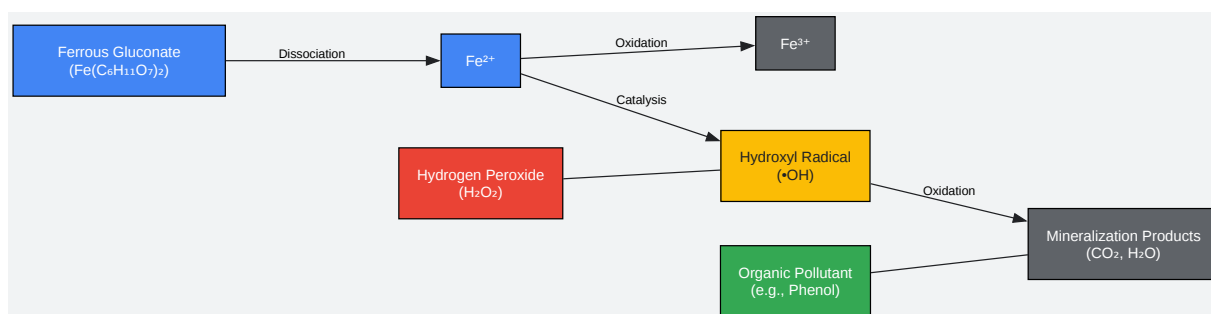 Ferrous Gluconate
(Fe(C₆H₁₁O₇)₂)
Dissociation
Fe²⁺
Oxidation
Fe³⁺
Catalysis
Hydrogen Peroxide
(H₂O₂)
Hydroxyl Radical
(•OH)
Oxidation
Organic Pollutant
(e.g., Phenol)
Mineralization Products
(CO₂, H₂O)